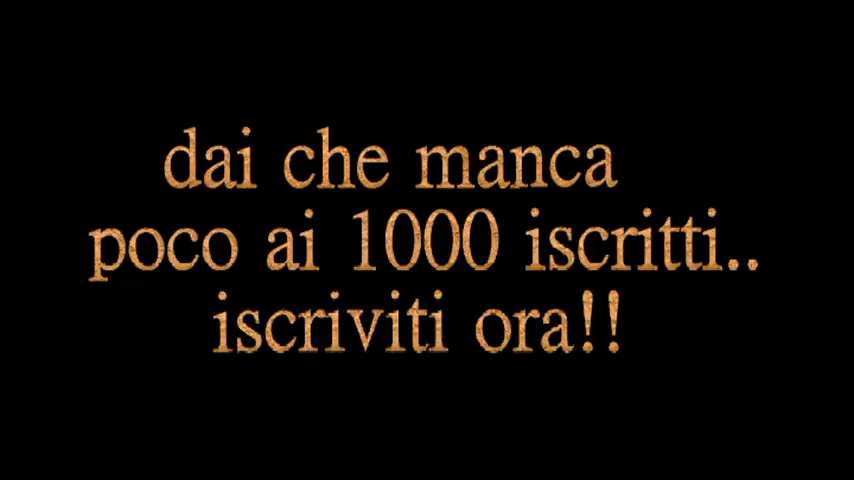 dai che manca
poco ai 1000 iscritti..
iscriviti ora!!